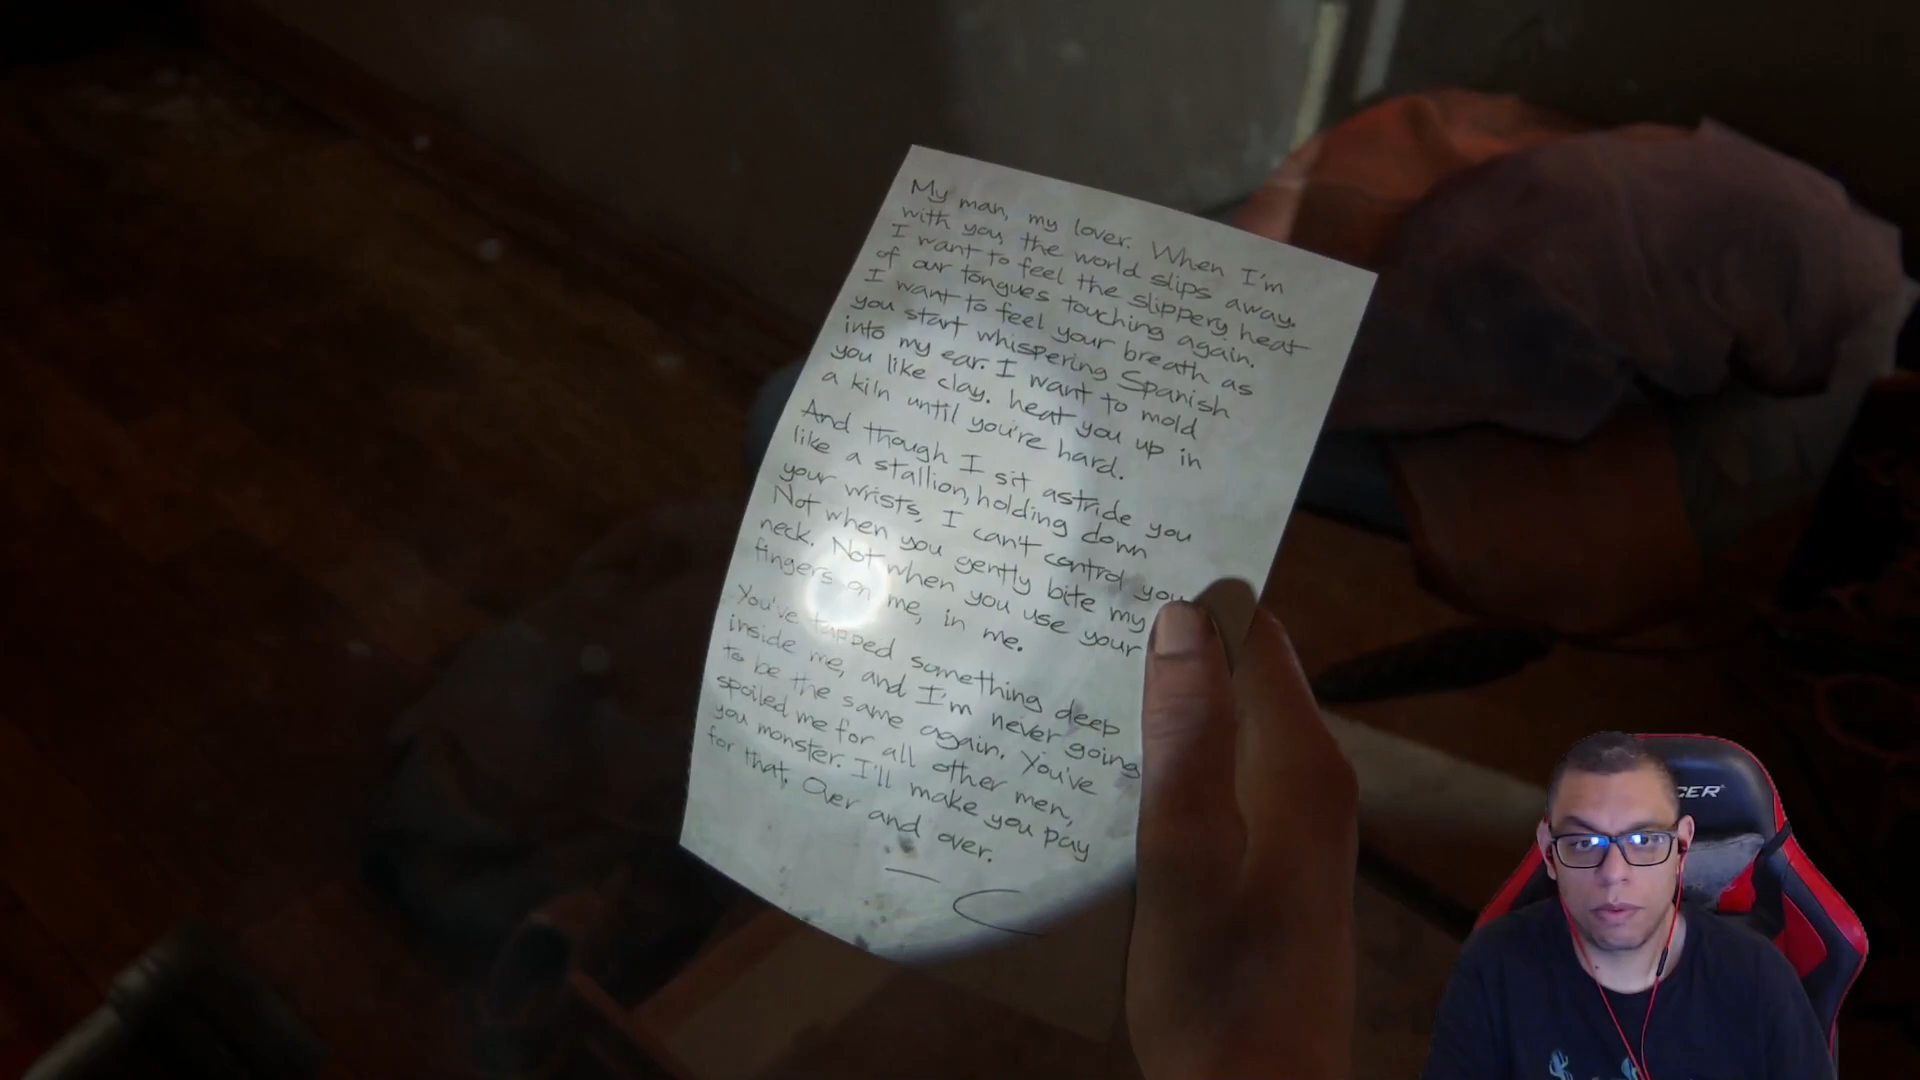 My man, my lover. When I'm
with you, the world slips away.
I want to feel the slippery heat
of our tongues touching again.
I want to feel your breath as
you start whispering Spanish
into my ear. I want to mold
you like clay. heat you up in
a kiln until you're hard.
And though I sit astride you
like a stallion, holding down
your wrists, I can't control you
Not when you gently bite my
neck. Not when you use your
fingers on me, in me.
You've tapped something deep
inside me, and I'm never going
to be the same again. You've
spoiled me for all other men,
you monster. I'll make you pay
for that. Over and over.
— C
CER